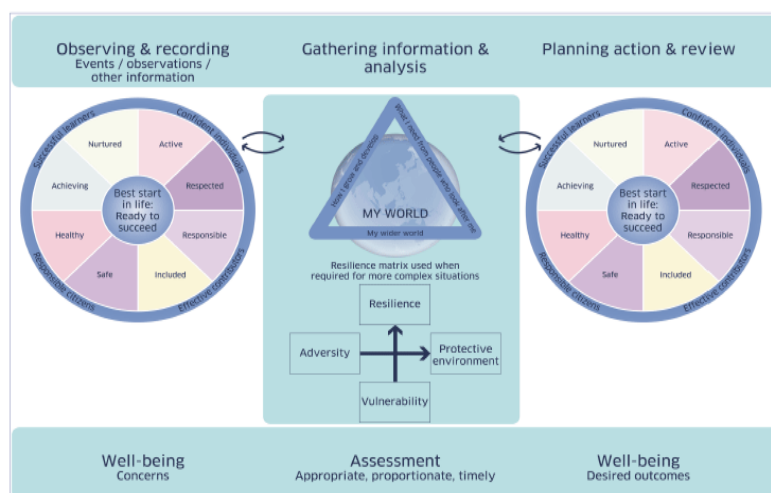 Observing & recording
Events / observations /
other information
Gathering information &
analysis
Planning action & review
Successful learners
Confident individuals
Nurtured
Active
Achieving
Respected
Best start
in life:
Ready to
succeed
Healthy
Responsible
Safe
Included
Responsible citizens
Effective contributors
How I grow and develop
What I need from people who look after me
MY WORLD
My wider world
Resilience matrix used when
required for more complex situations
Resilience
Adversity
Protective
environment
Vulnerability
Successful learners
Confident individuals
Nurtured
Active
Achieving
Respected
Best start
in life:
Ready to
succeed
Healthy
Responsible
Safe
Included
Responsible citizens
Effective contributors
Well-being
Concerns
Assessment
Appropriate, proportionate, timely
Well-being
Desired outcomes